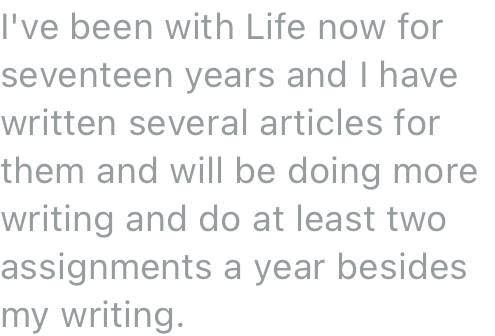 I've been with Life now for
seventeen years and I have
written several articles for
them and will be doing more
writing and do at least two
assignments a year besides
my writing.